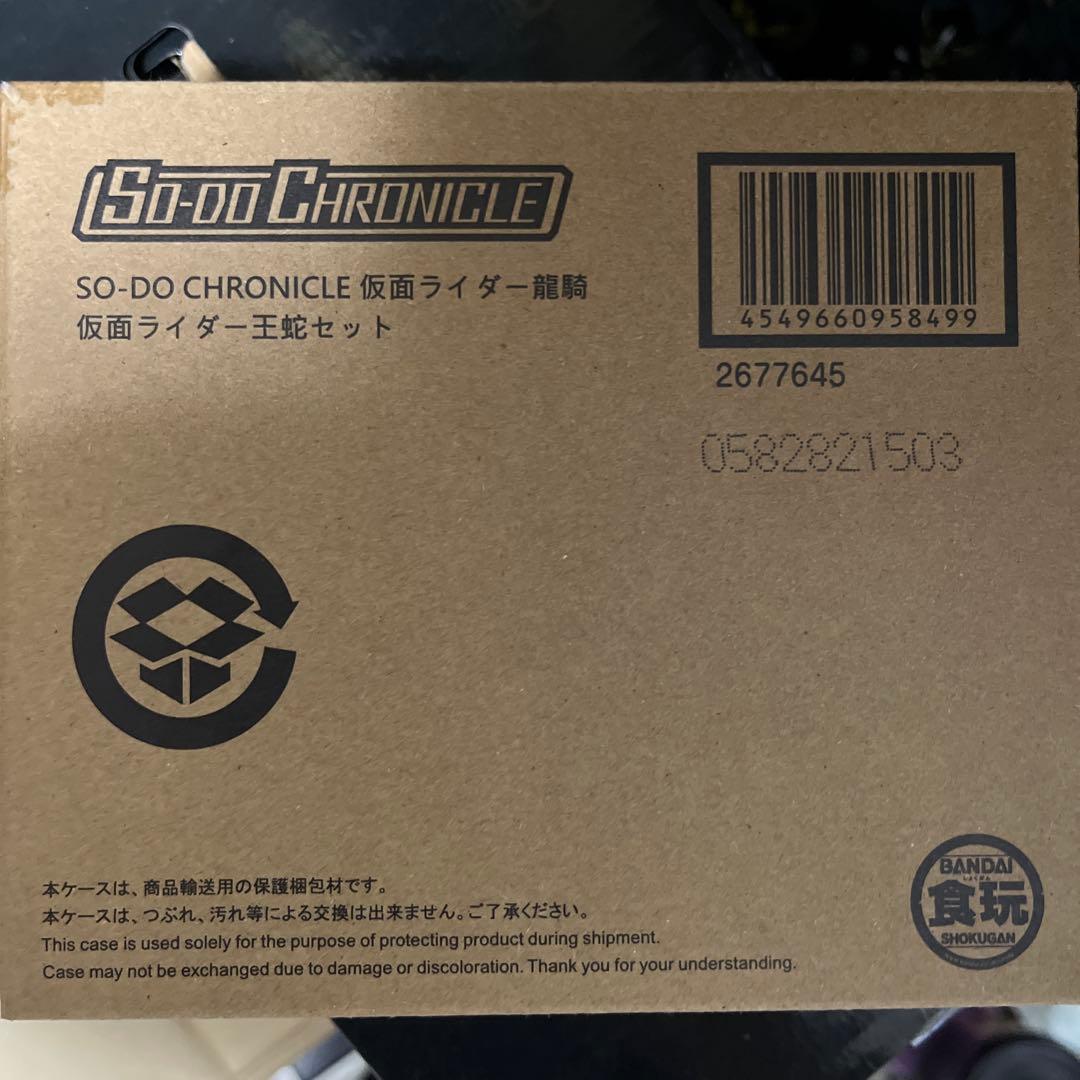 SO-DO CHRONICLE
SO-DO CHRONICLE 仮面ライダー龍騎
仮面ライダー王蛇セット
4549660958499
2677645
0582821503
本ケースは、商品輸送用の保護梱包材です。
本ケースは、つぶれ、汚れ等による交換は出来ません。ご了承ください。
This case is used solely for the purpose of protecting product during shipment.
Case may not be exchanged due to damage or discoloration. Thank you for your understanding.
BANDAI
しょくがん
食玩
SHOKUGAN